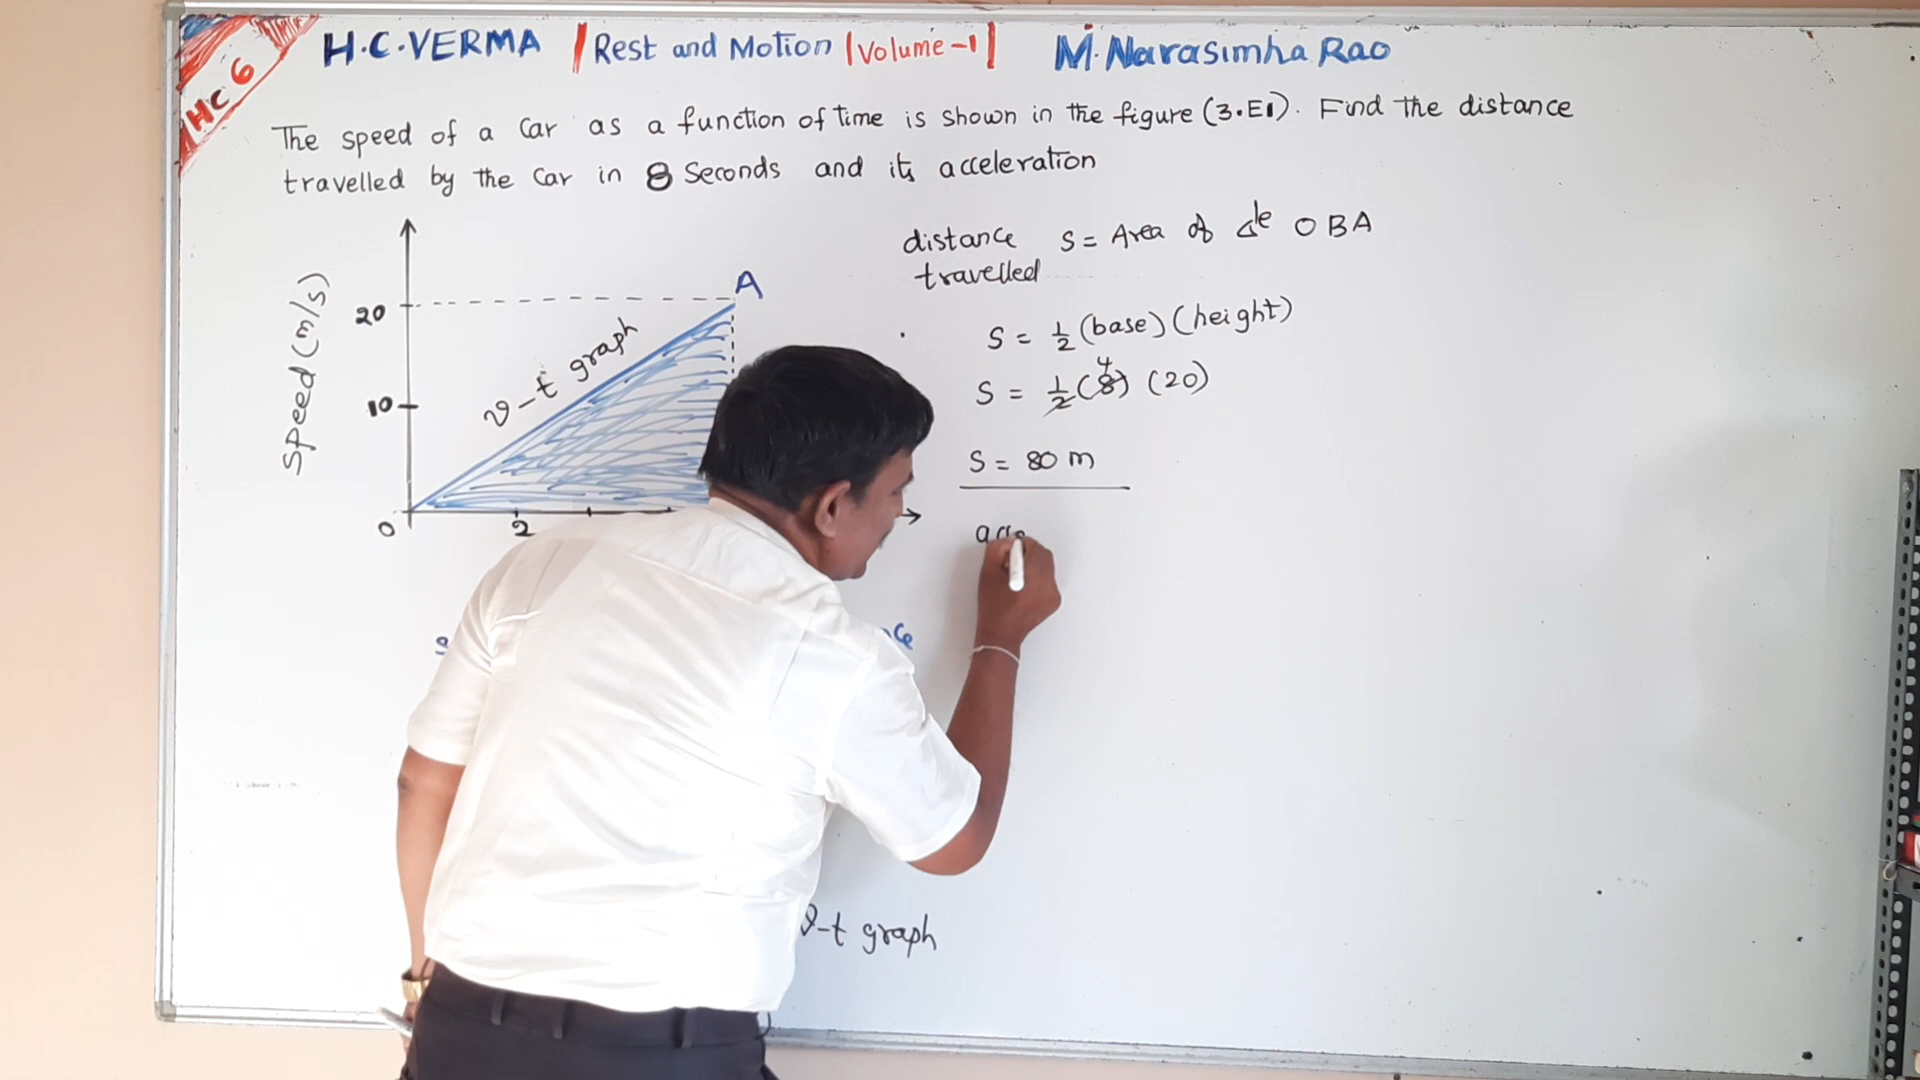 HC 6
H.C.VERMA | Rest and Motion | Volume-1 | M. Narasimha Rao
The speed of a Car as a function of time is shown in the figure (3.E1). Find the distance
travelled by the Car in 8 Seconds and its acceleration
distance S = Area of Δle OBA
travelled
A
20
Speed (m/s)
v-t graph
S = 1/2 (base) (height)
10
S = 1/2 (8) 4 (20)
S = 80 m
0
2
v-t graph